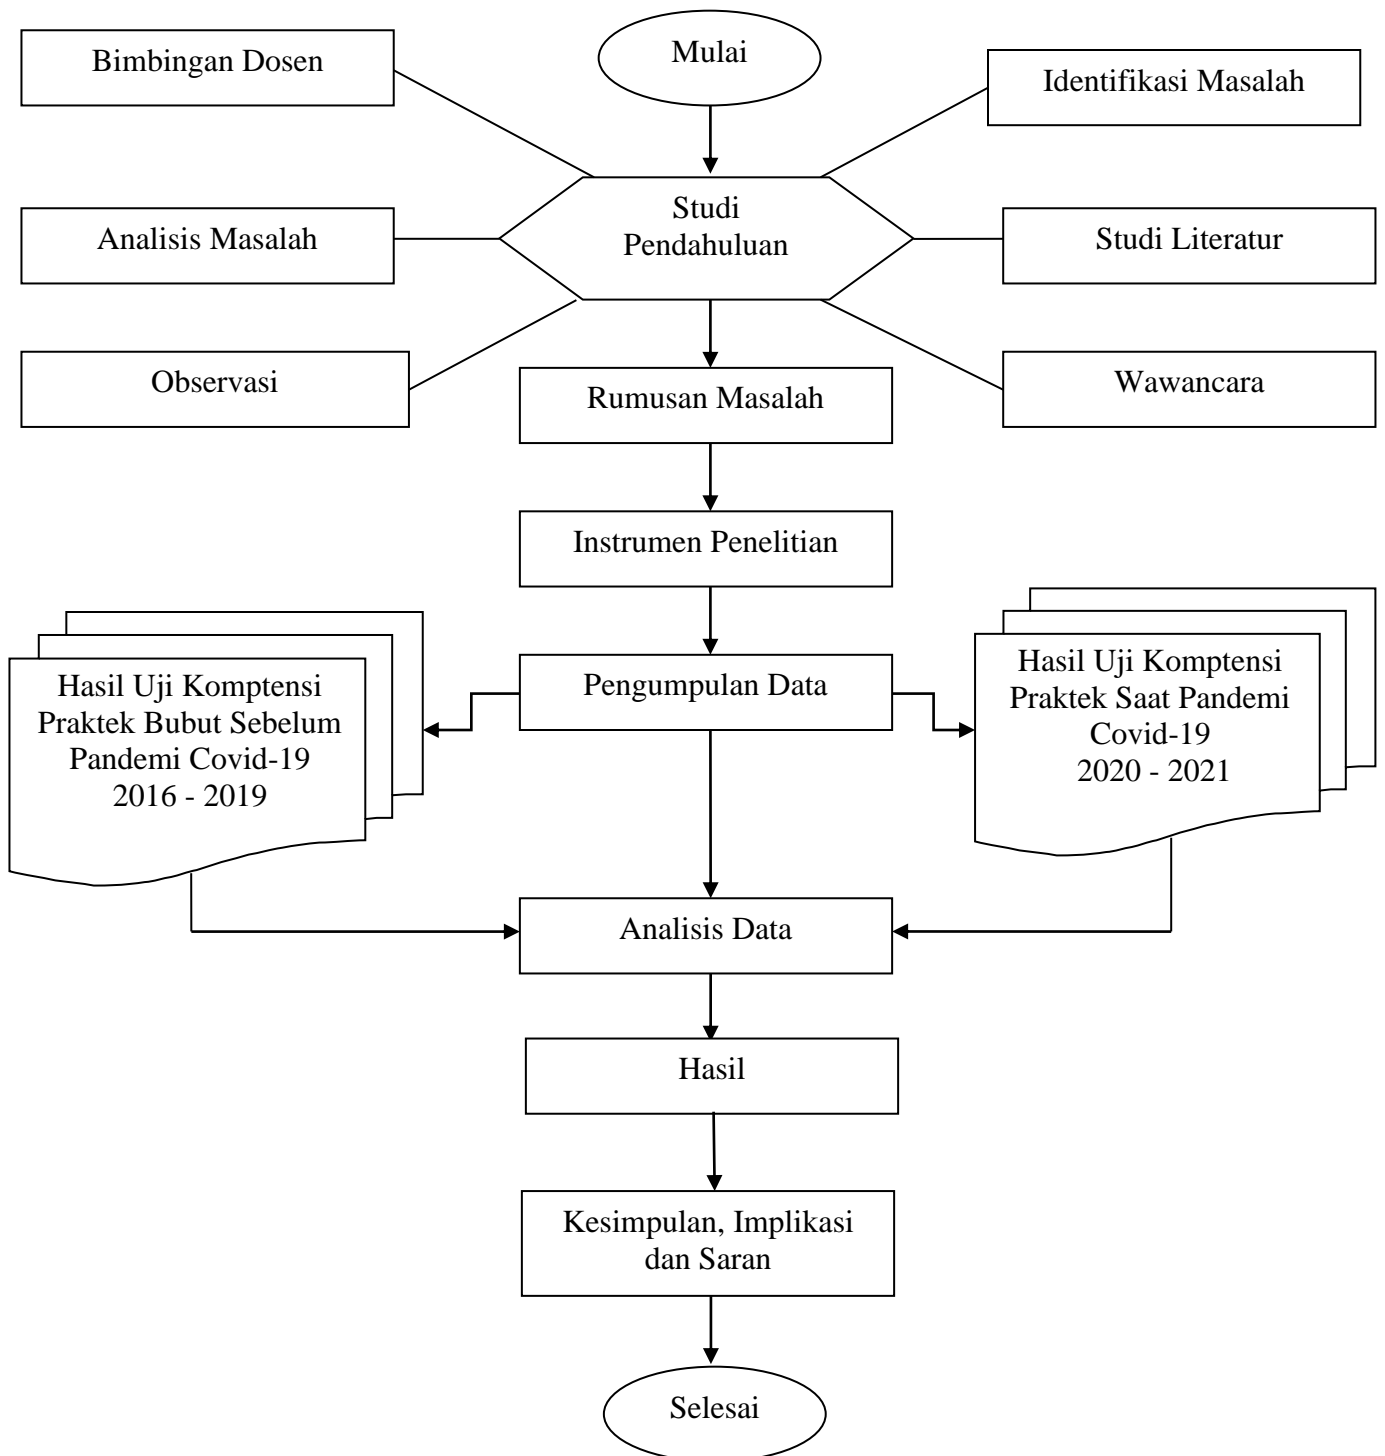 Mulai
Bimbingan Dosen
Identifikasi Masalah
Studi
Pendahuluan
Analisis Masalah
Studi Literatur
Observasi
Wawancara
Rumusan Masalah
Instrumen Penelitian
Pengumpulan Data
Hasil Uji Komptensi
Praktek Bubut Sebelum
Pandemi Covid-19
2016 - 2019
Hasil Uji Komptensi
Praktek Saat Pandemi
Covid-19
2020 - 2021
Analisis Data
Hasil
Kesimpulan, Implikasi
dan Saran
Selesai